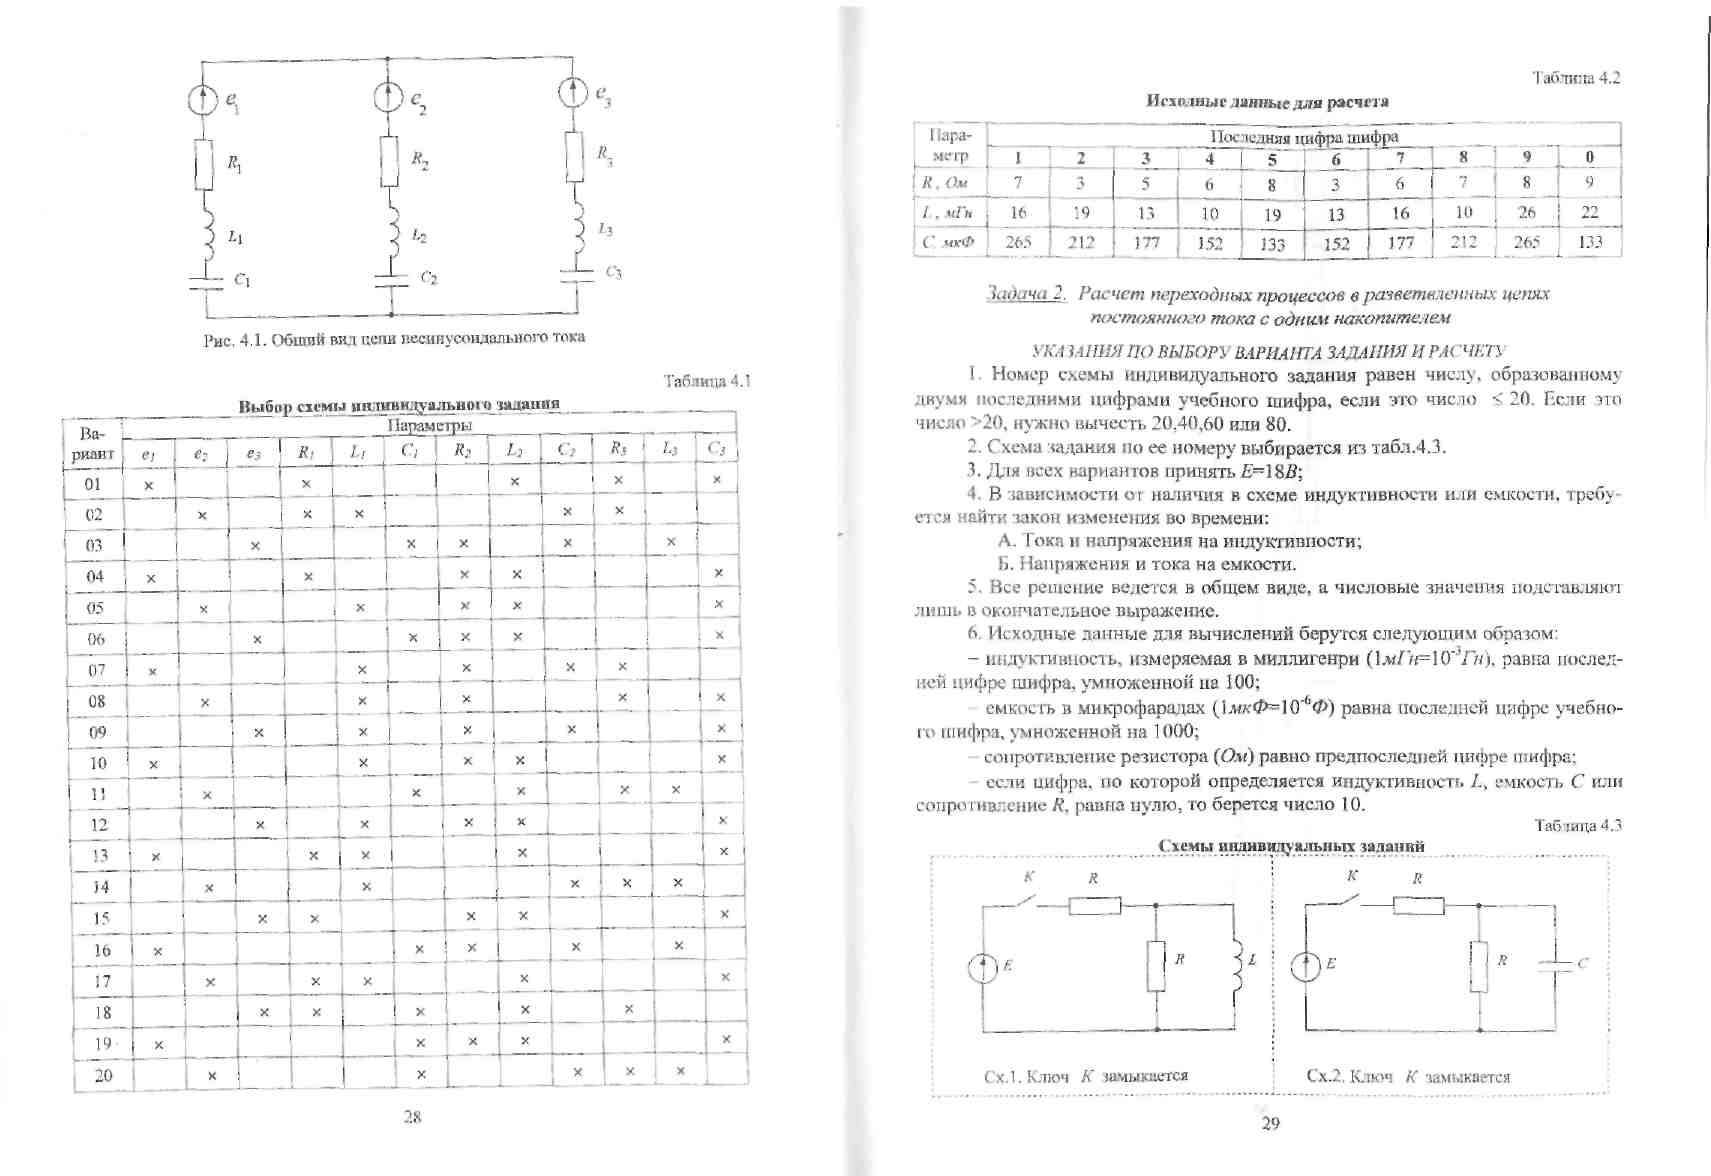 e1
e2
e3
R1
R2
R3
L1
L2
L3
C1
C2
C3
Рис. 4.1. Общий вид цепи несинусоидального тока
Таблица 4.1
Выбор схемы индивидуального задания
Ва- Параметры
риант e1 e2 e3 R1 L1 C1 R2 L2 C2 R3 L3 C3
01 × × × × ×
02 × × × × ×
03 × × × × ×
04 × × × × ×
05 × × × × ×
06 × × × × ×
07 × × × × ×
08 × × × × ×
09 × × × × ×
10 × × × × ×
11 × × × × ×
12 × × × × ×
13 × × × × ×
14 × × × × ×
15 × × × × ×
16 × × × × ×
17 × × × × ×
18 × × × × ×
19 × × × × ×
20 × × × × ×
28
Таблица 4.2
Исходные данные для расчета
Пара- Последняя цифра шифра
метр 1 2 3 4 5 6 7 8 9 0
R, Ом 7 3 5 6 8 3 6 7 8 9
L, мГн 16 19 13 10 19 13 16 10 26 22
C, мкФ 265 212 177 152 133 152 177 212 265 133
Задача 2. Расчет переходных процессов в разветвленных цепях
постоянного тока с одним накопителем
УКАЗАНИЯ ПО ВЫБОРУ ВАРИАНТА ЗАДАНИЯ И РАСЧЕТУ
1. Номер схемы индивидуального задания равен числу, образованному
двумя последними цифрами учебного шифра, если это число ≤ 20. Если это
число >20, нужно вычесть 20,40,60 или 80.
2. Схема задания по ее номеру выбирается из табл.4.3.
3. Для всех вариантов принять E=18В;
4. В зависимости от наличия в схеме индуктивности или емкости, требу-
ется найти закон изменения во времени:
А. Тока и напряжения на индуктивности;
Б. Напряжения и тока на емкости.
5. Все решение ведется в общем виде, а числовые значения подставляют
лишь в окончательное выражение.
6. Исходные данные для вычислений берутся следующим образом:
– индуктивность, измеряемая в миллигенри (1мГн=10⁻³Гн), равна послед-
ней цифре шифра, умноженной на 100;
– емкость в микрофарадах (1мкФ=10⁻⁶Ф) равна последней цифре учебно-
го шифра, умноженной на 1000;
– сопротивление резистора (Ом) равно предпоследней цифре шифра;
– если цифра, по которой определяется индуктивность L, емкость C или
сопротивление R, равна нулю, то берется число 10.
Таблица 4.3
Схемы индивидуальных заданий
K R
E R L
Сх.1. Ключ K замыкается
K R
E R C
Сх.2. Ключ K замыкается
29